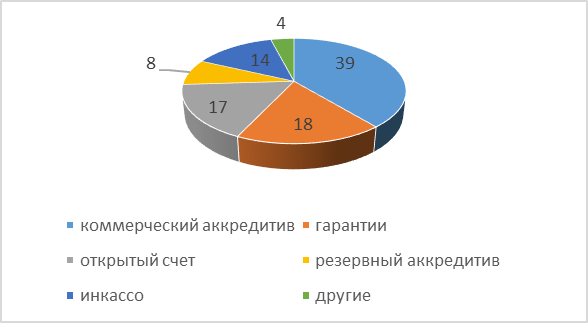 4
8
14
39
17
18
коммерческий аккредитив гарантии
открытый счет резервный аккредитив
инкассо другие